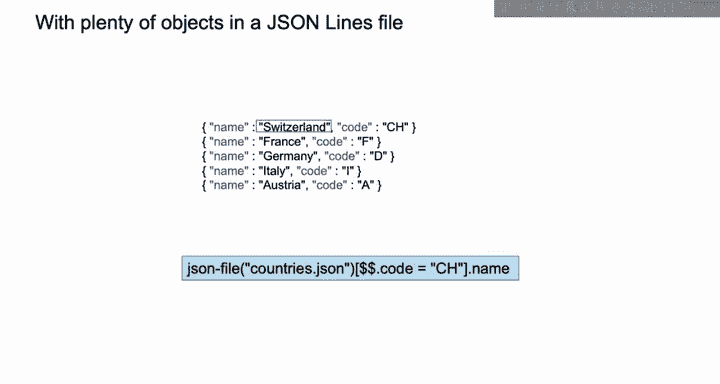 With plenty of objects in a JSON Lines file
{ "name" : "Switzerland", "code" : "CH" }
{ "name" : "France", "code" : "F" }
{ "name" : "Germany", "code" : "D" }
{ "name" : "Italy", "code" : "I" }
{ "name" : "Austria", "code" : "A" }
json-file("countries.json")[$$.code = "CH"].name